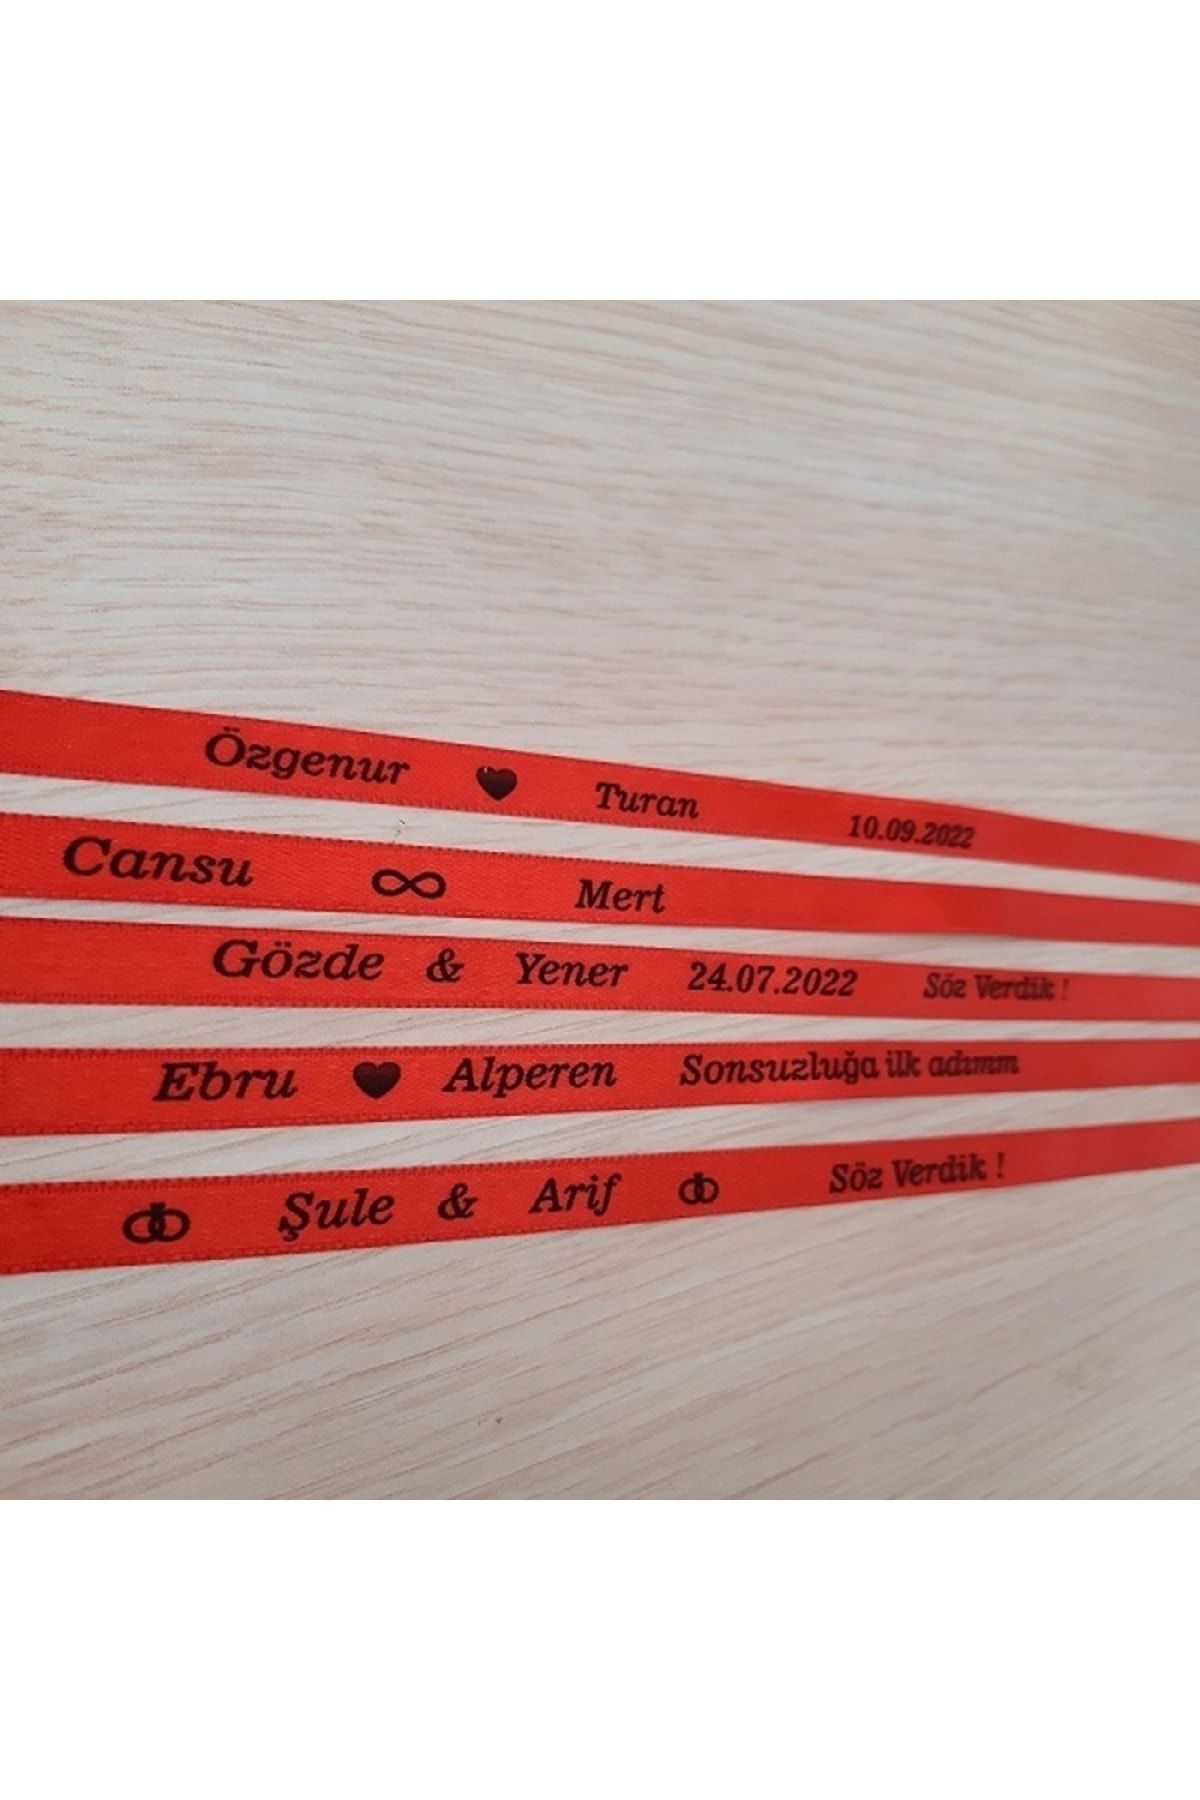 Özgenur ♥ Turan 10.09.2022
Cansu ∞ Mert
Gözde & Yener 24.07.2022 Söz Verdik !
Ebru ♥ Alperen Sonsuzluğa ilk adımm
Şule & Arif Söz Verdik !